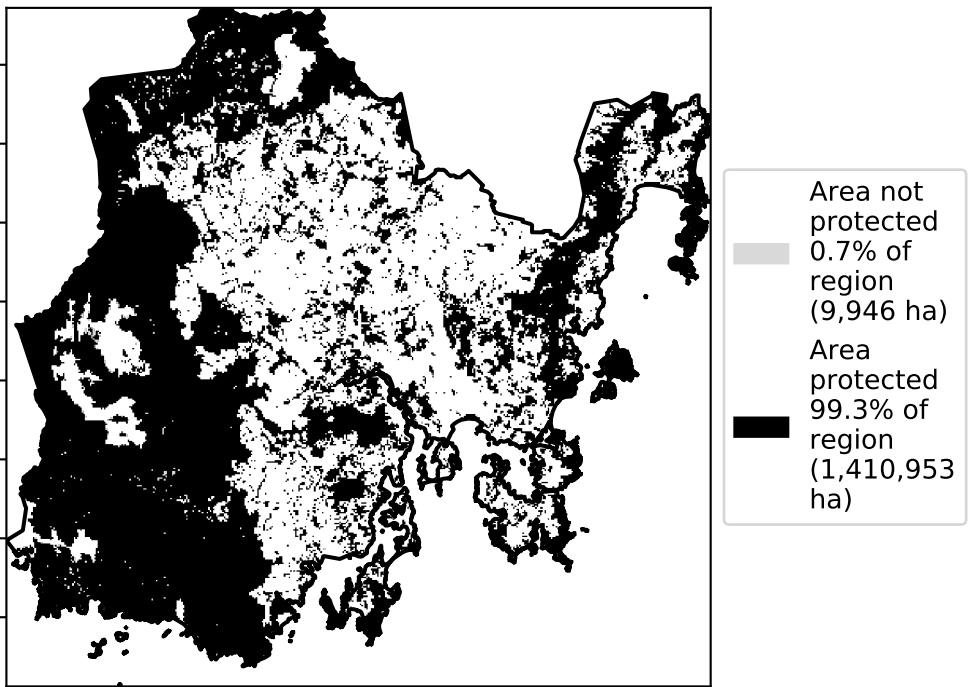 Area not
protected
0.7% of
region
(9,946 ha)
Area
protected
99.3% of
region
(1,410,953
ha)